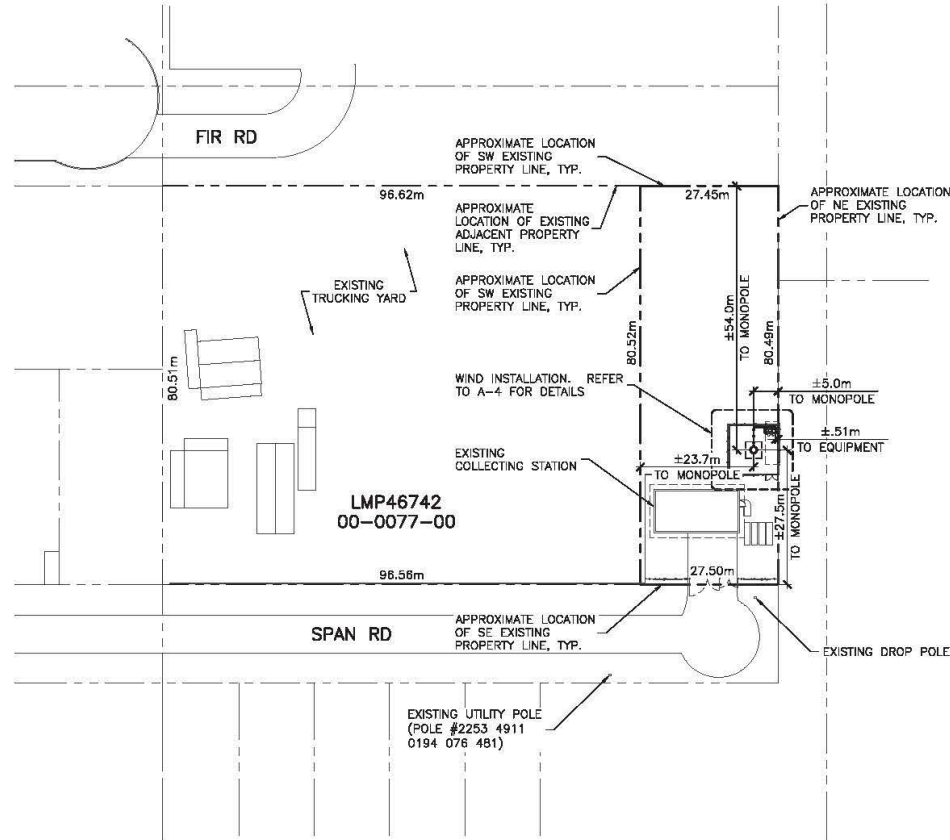 FIR RD
APPROXIMATE LOCATION
OF SW EXISTING
PROPERTY LINE, TYP.
96.62m
27.45m
APPROXIMATE LOCATION
OF NE EXISTING
PROPERTY LINE, TYP.
APPROXIMATE
LOCATION OF EXISTING
ADJACENT PROPERTY
LINE, TYP.
EXISTING
TRUCKING YARD
APPROXIMATE LOCATION
OF SW EXISTING
PROPERTY LINE, TYP.
±54.0m
TO MONOPOLE
80.51m
80.52m
80.49m
WIND INSTALLATION. REFER
TO A-4 FOR DETAILS
±5.0m
TO MONOPOLE
±.51m
TO EQUIPMENT
EXISTING
COLLECTING STATION
±23.7m
TO MONOPOLE
±27.5m
TO MONOPOLE
LMP46742
00-0077-00
96.56m
27.50m
SPAN RD
APPROXIMATE LOCATION
OF SE EXISTING
PROPERTY LINE, TYP.
EXISTING DROP POLE
EXISTING UTILITY POLE
(POLE #2253 4911
0194 076 481)